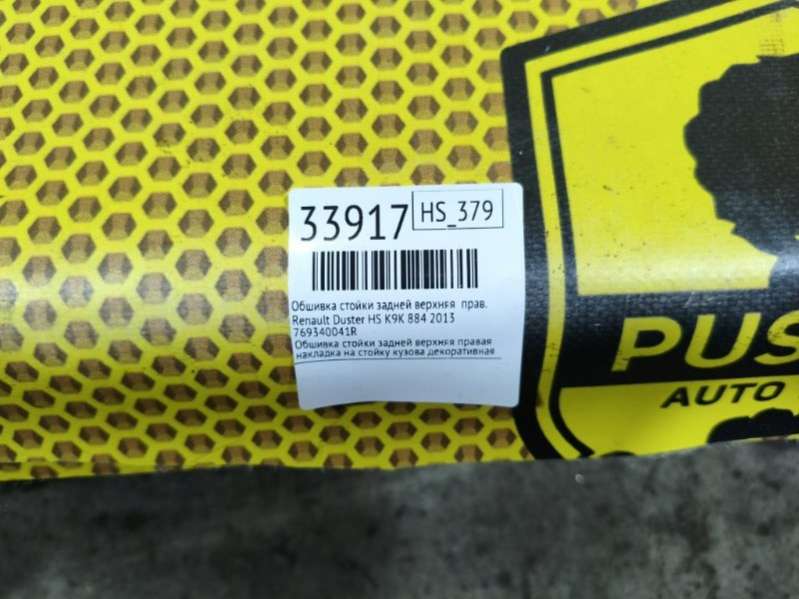 33917 HS_379
Обшивка стойки задней верхняя прав.
Renault Duster HS K9K 884 2013
769340041R
Обшивка стойки задней верхняя правая
накладка на стойку кузова декоративная
PUS
AUTO